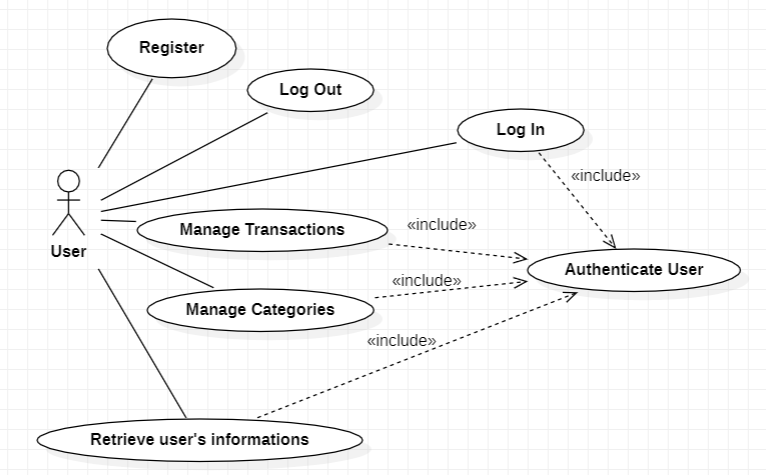 Register
Log Out
Log In
«include»
User
Manage Transactions
«include»
Authenticate User
«include»
Manage Categories
«include»
Retrieve user's informations